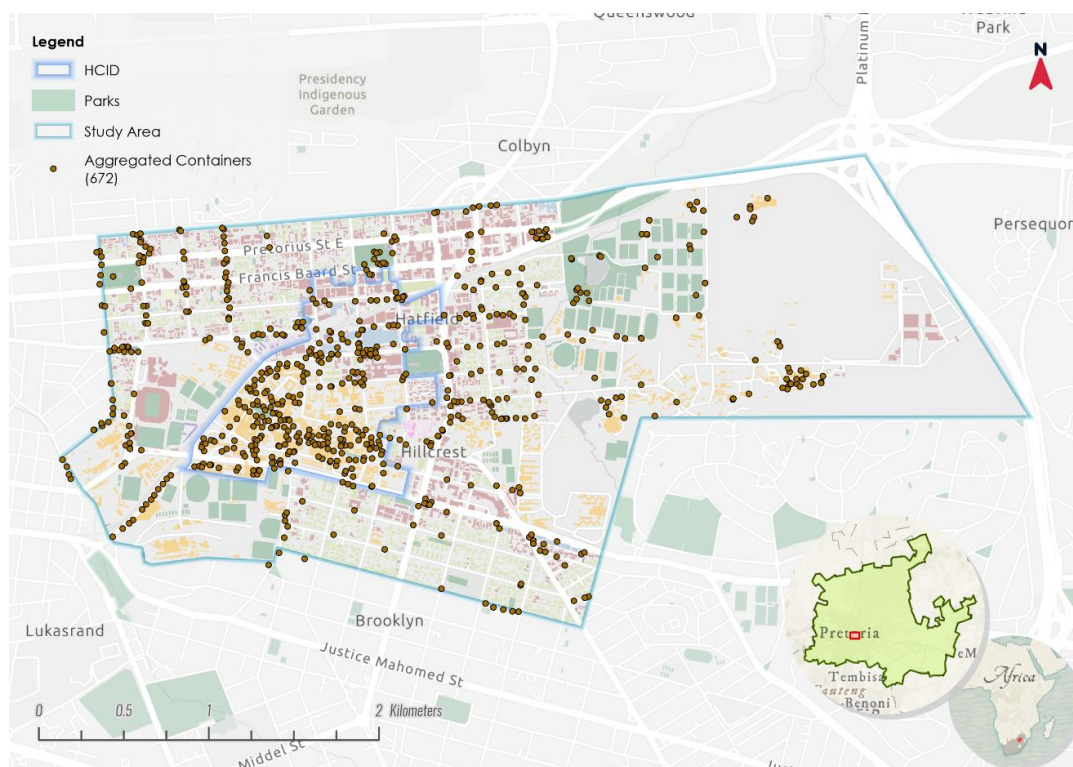 Queenswood
Park
Legend
N
HCID
Platinum
Presidency
Indigenous
Garden
Parks
Study Area
Colbyn
Aggregated Containers
(672)
Persequor
Pretorius St E
Francis Baard St
Hatfield
Hillcrest
Brooklyn
Lukasrand
Justice Mahomed St
Pretoria
Tembisa
Gauteng
Benoni
eM
Africa
0 0.5 1 2 Kilometers
Middel St